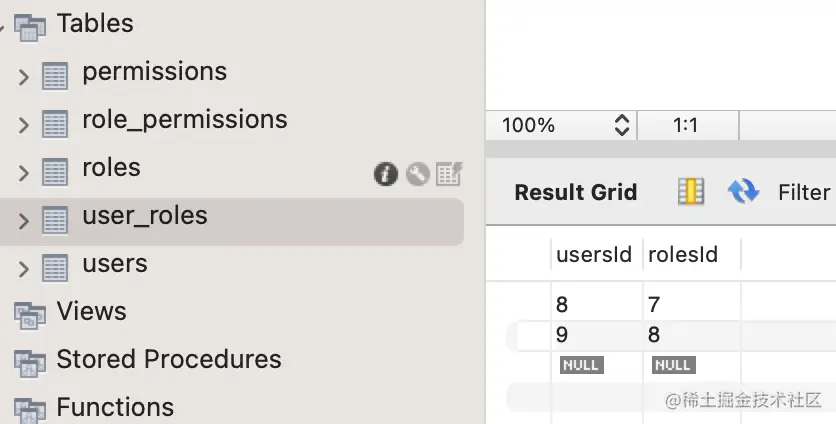 Tables
permissions
role_permissions
roles
user_roles
users
Views
Stored Procedures
Functions
100%
1:1
Result Grid
Filter
usersId rolesId
8 7
9 8
NULL NULL
@稀土掘金技术社区